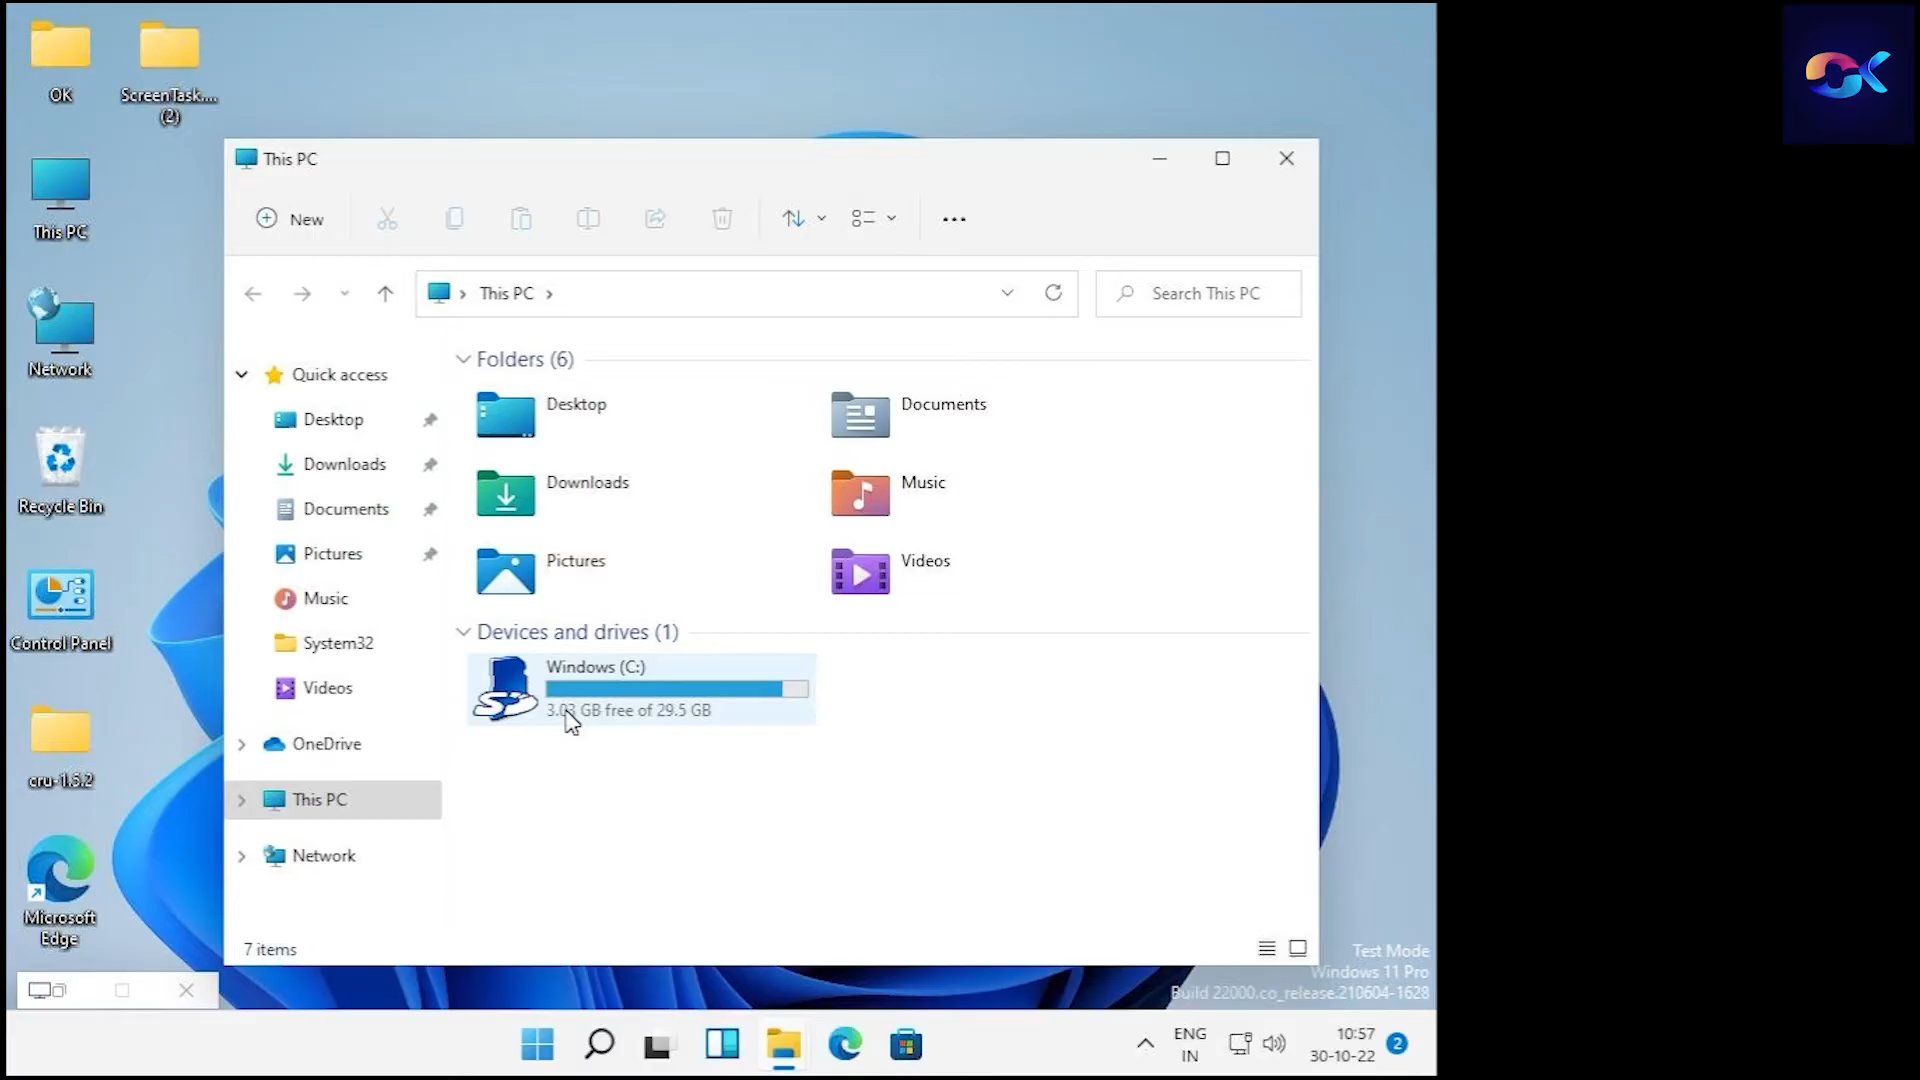 OK
ScreenTask....
(2)
This PC
Network
Recycle Bin
Control Panel
cru-1.5.2
Microsoft
Edge
This PC
New
This PC
Search This PC
Quick access
Desktop
Downloads
Documents
Pictures
Music
System32
Videos
OneDrive
This PC
Network
Folders (6)
Desktop
Documents
Downloads
Music
Pictures
Videos
Devices and drives (1)
Windows (C:)
3.03 GB free of 29.5 GB
SD
7 items
Test Mode
Windows 11 Pro
Build 22000.co_release.210604-1628
ENG
IN
10:57
30-10-22
2
OK